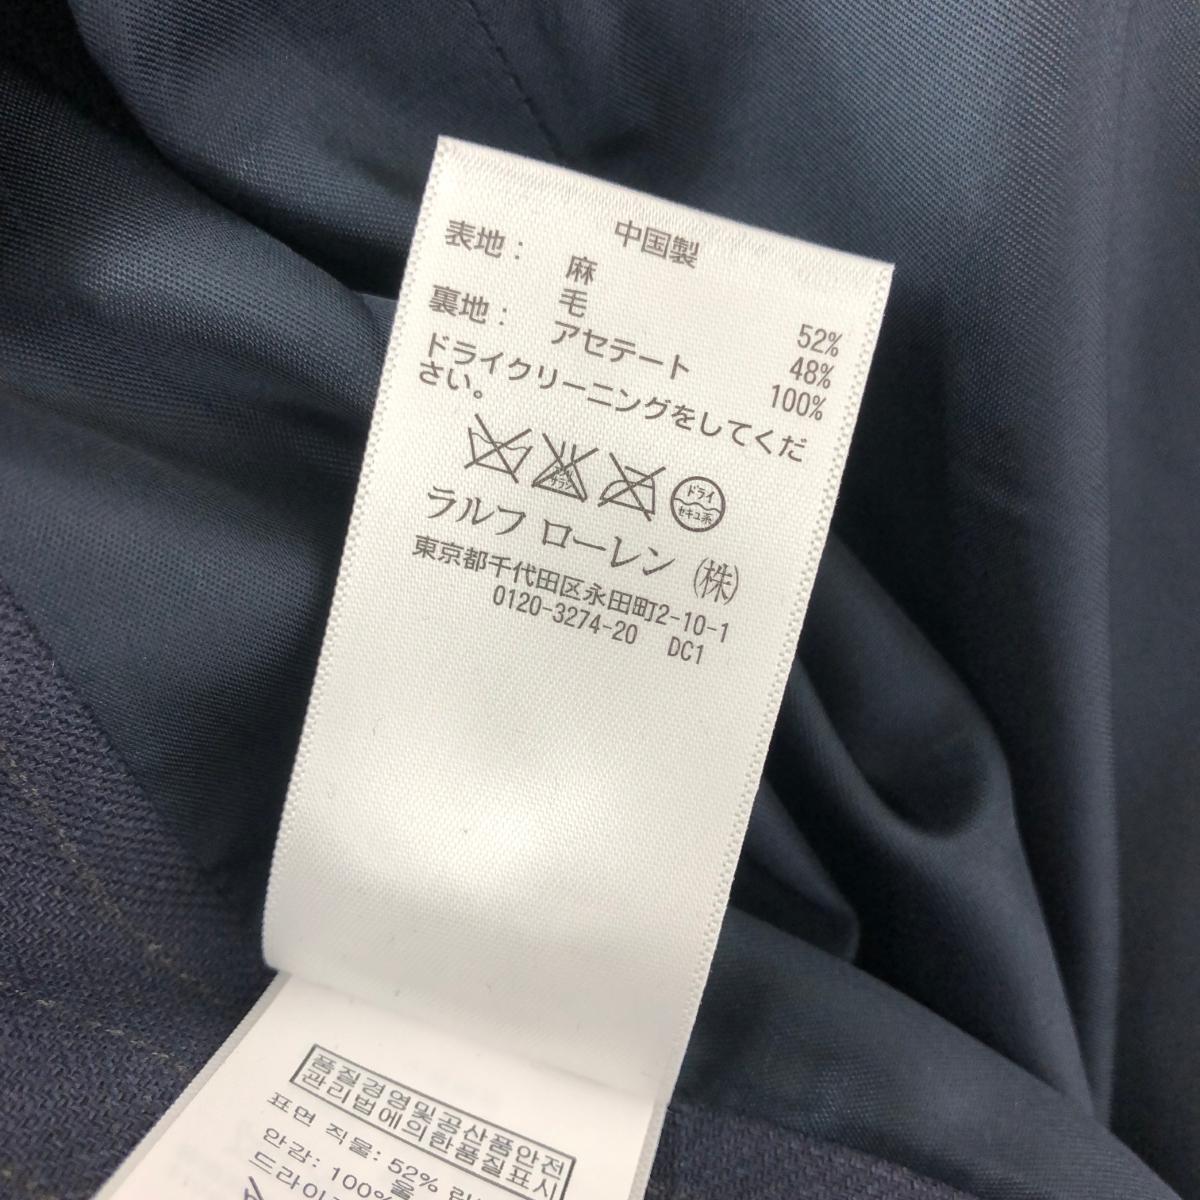 中国製
表地： 麻 52%
毛 48%
裏地： アセテート 100%
ドライクリーニングをしてくだ
さい。
ドライ
セキユ系
ラルフ ローレン (株)
東京都千代田区永田町2-10-1
0120-3274-20 DC1
품질경영및공산품안전
관리법에의한품질표시
표면 직물: 52%
울
안감: 100%
드라이